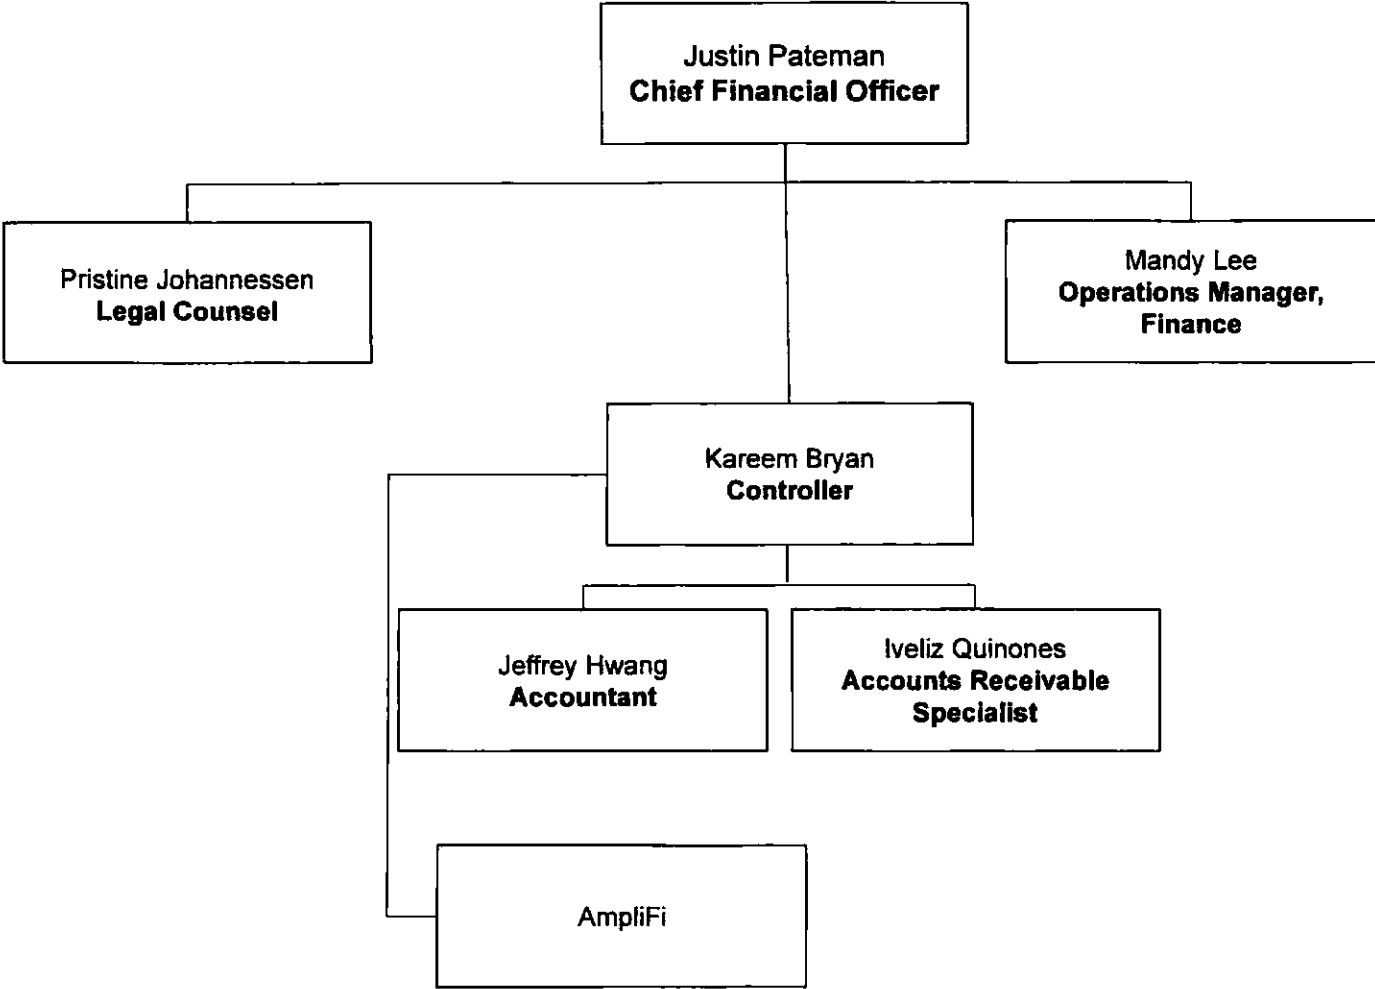 Justin Pateman
Chief Financial Officer
Pristine Johannessen
Legal Counsel
Mandy Lee
Operations Manager,
Finance
Kareem Bryan
Controller
Jeffrey Hwang
Accountant
Iveliz Quinones
Accounts Receivable
Specialist
AmpliFi